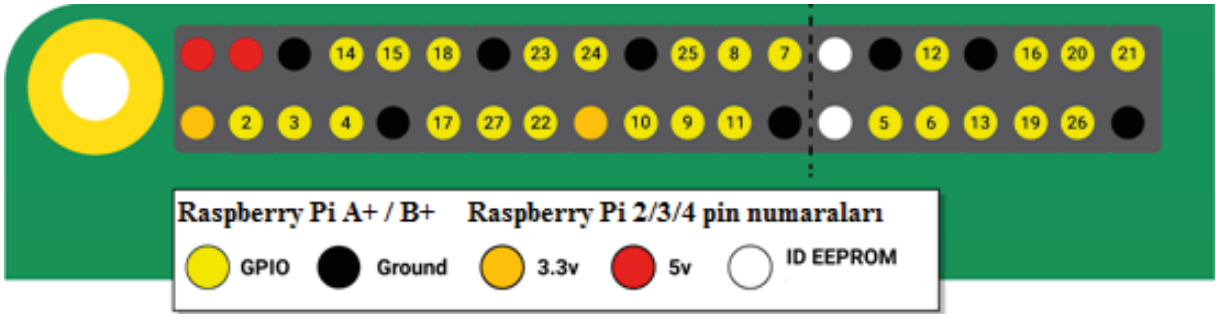 14 15 18 23 24 25 8 7 12 16 20 21
2 3 4 17 27 22 10 9 11 5 6 13 19 26
Raspberry Pi A+ / B+ Raspberry Pi 2/3/4 pin numaraları
GPIO Ground 3.3v 5v ID EEPROM